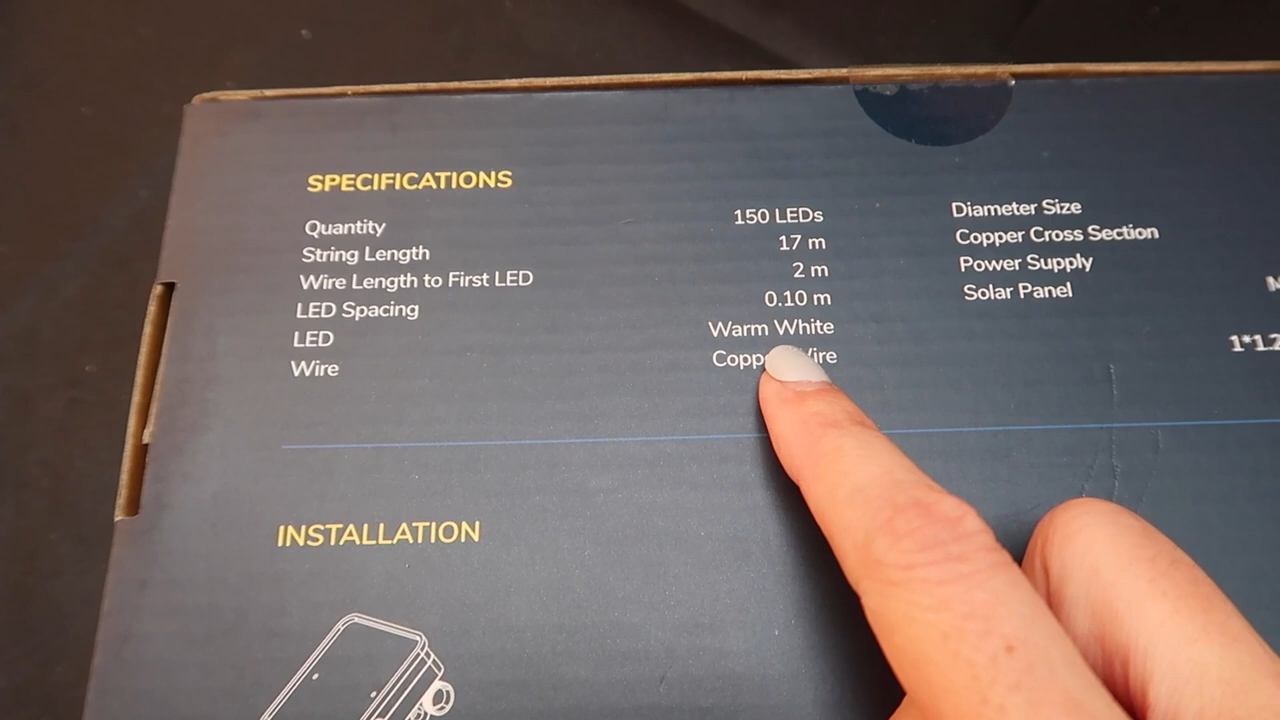 SPECIFICATIONS
Quantity 150 LEDs
String Length 17 m
Wire Length to First LED 2 m
LED Spacing 0.10 m
LED Warm White
Wire
Diameter Size
Copper Cross Section
Power Supply
Solar Panel
INSTALLATION